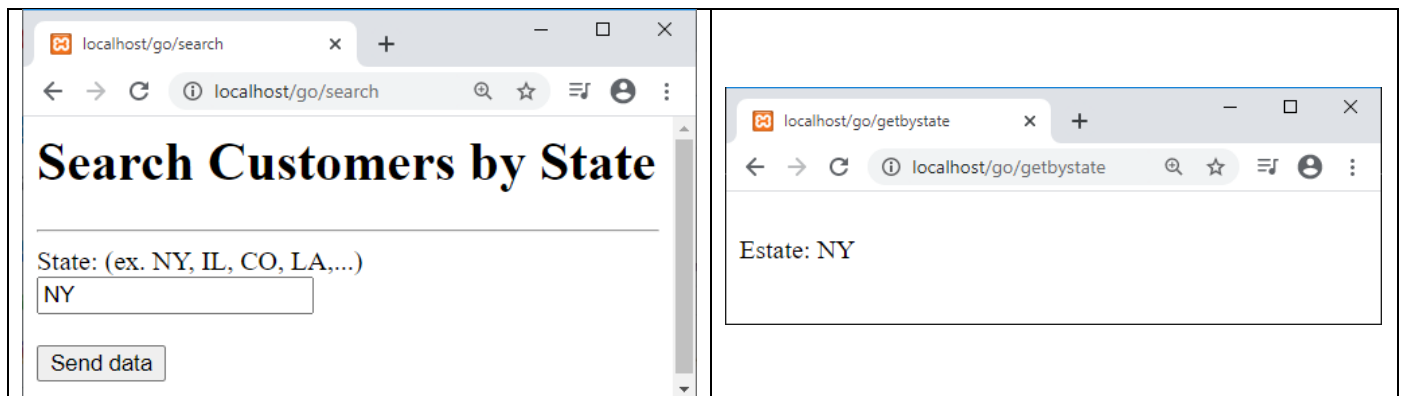 localhost/go/search
localhost/go/search
Search Customers by State
State: (ex. NY, IL, CO, LA,...)
NY
Send data
localhost/go/getbystate
localhost/go/getbystate
Estate: NY